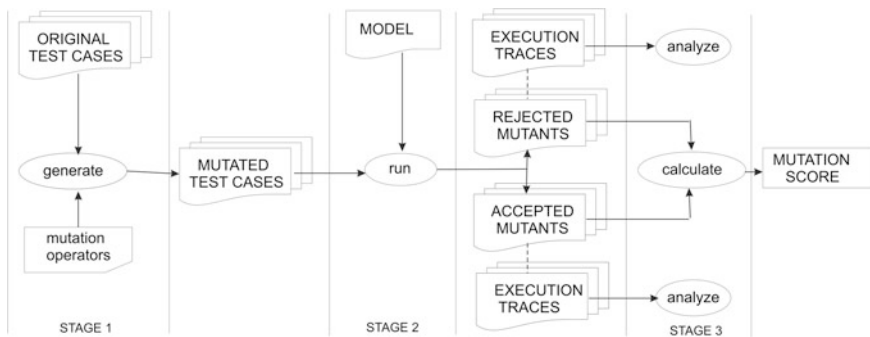 ORIGINAL
TEST CASES
generate
mutation
operators
STAGE 1
MUTATED
TEST CASES
MODEL
run
STAGE 2
EXECUTION
TRACES
REJECTED
MUTANTS
ACCEPTED
MUTANTS
EXECUTION
TRACES
analyze
calculate
analyze
STAGE 3
MUTATION
SCORE